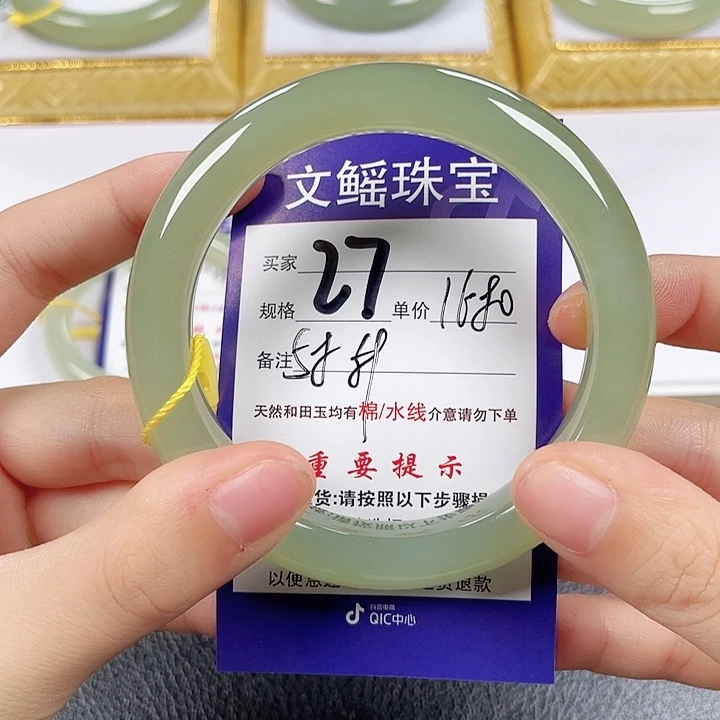 文鳐珠宝
买家
27
规格 单价 1680
备注
天然和田玉均有棉/水线介意请勿下单
重要提示
货:请按照以下步骤操
以便
退款
抖音电商
QIC中心